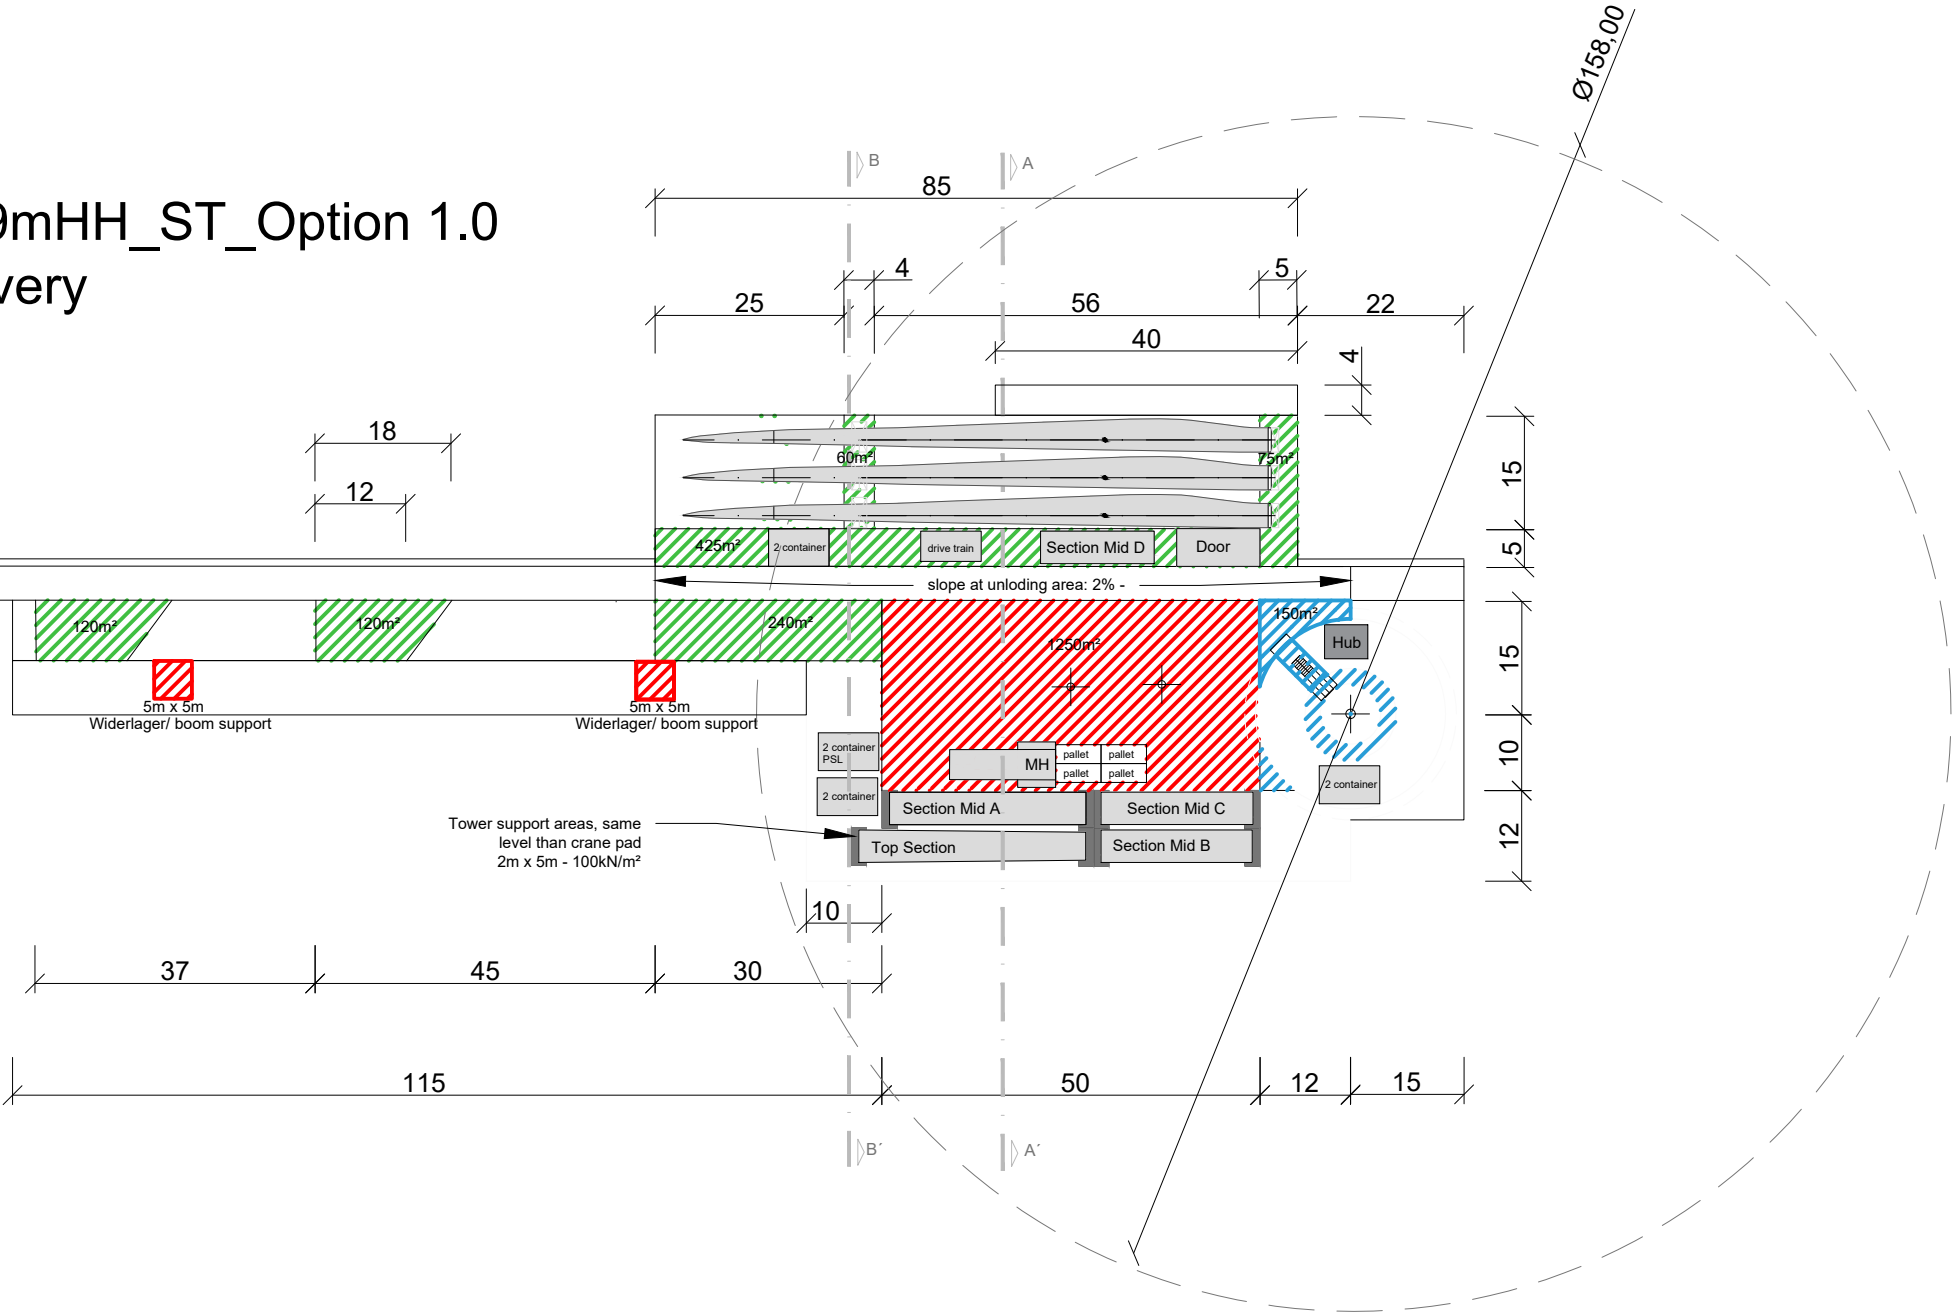 Ø158,00
B
A
85
9mHH_ST_Option 1.0
very
4
5
25
56
22
40
4
18
12
15
60m²
75m²
425m²
2 container
drive train
Section Mid D
Door
5
slope at unloding area: 2% -
120m²
120m²
240m²
1250m²
150m²
Hub
15
5m x 5m
Widerlager/ boom support
5m x 5m
Widerlager/ boom support
2 container
PSL
MH
pallet
pallet
pallet
pallet
10
2 container
2 container
Section Mid A
Section Mid C
12
Tower support areas, same
level than crane pad
2m x 5m - 100kN/m²
Top Section
Section Mid B
10
37
45
30
115
50
12
15
B´
A´